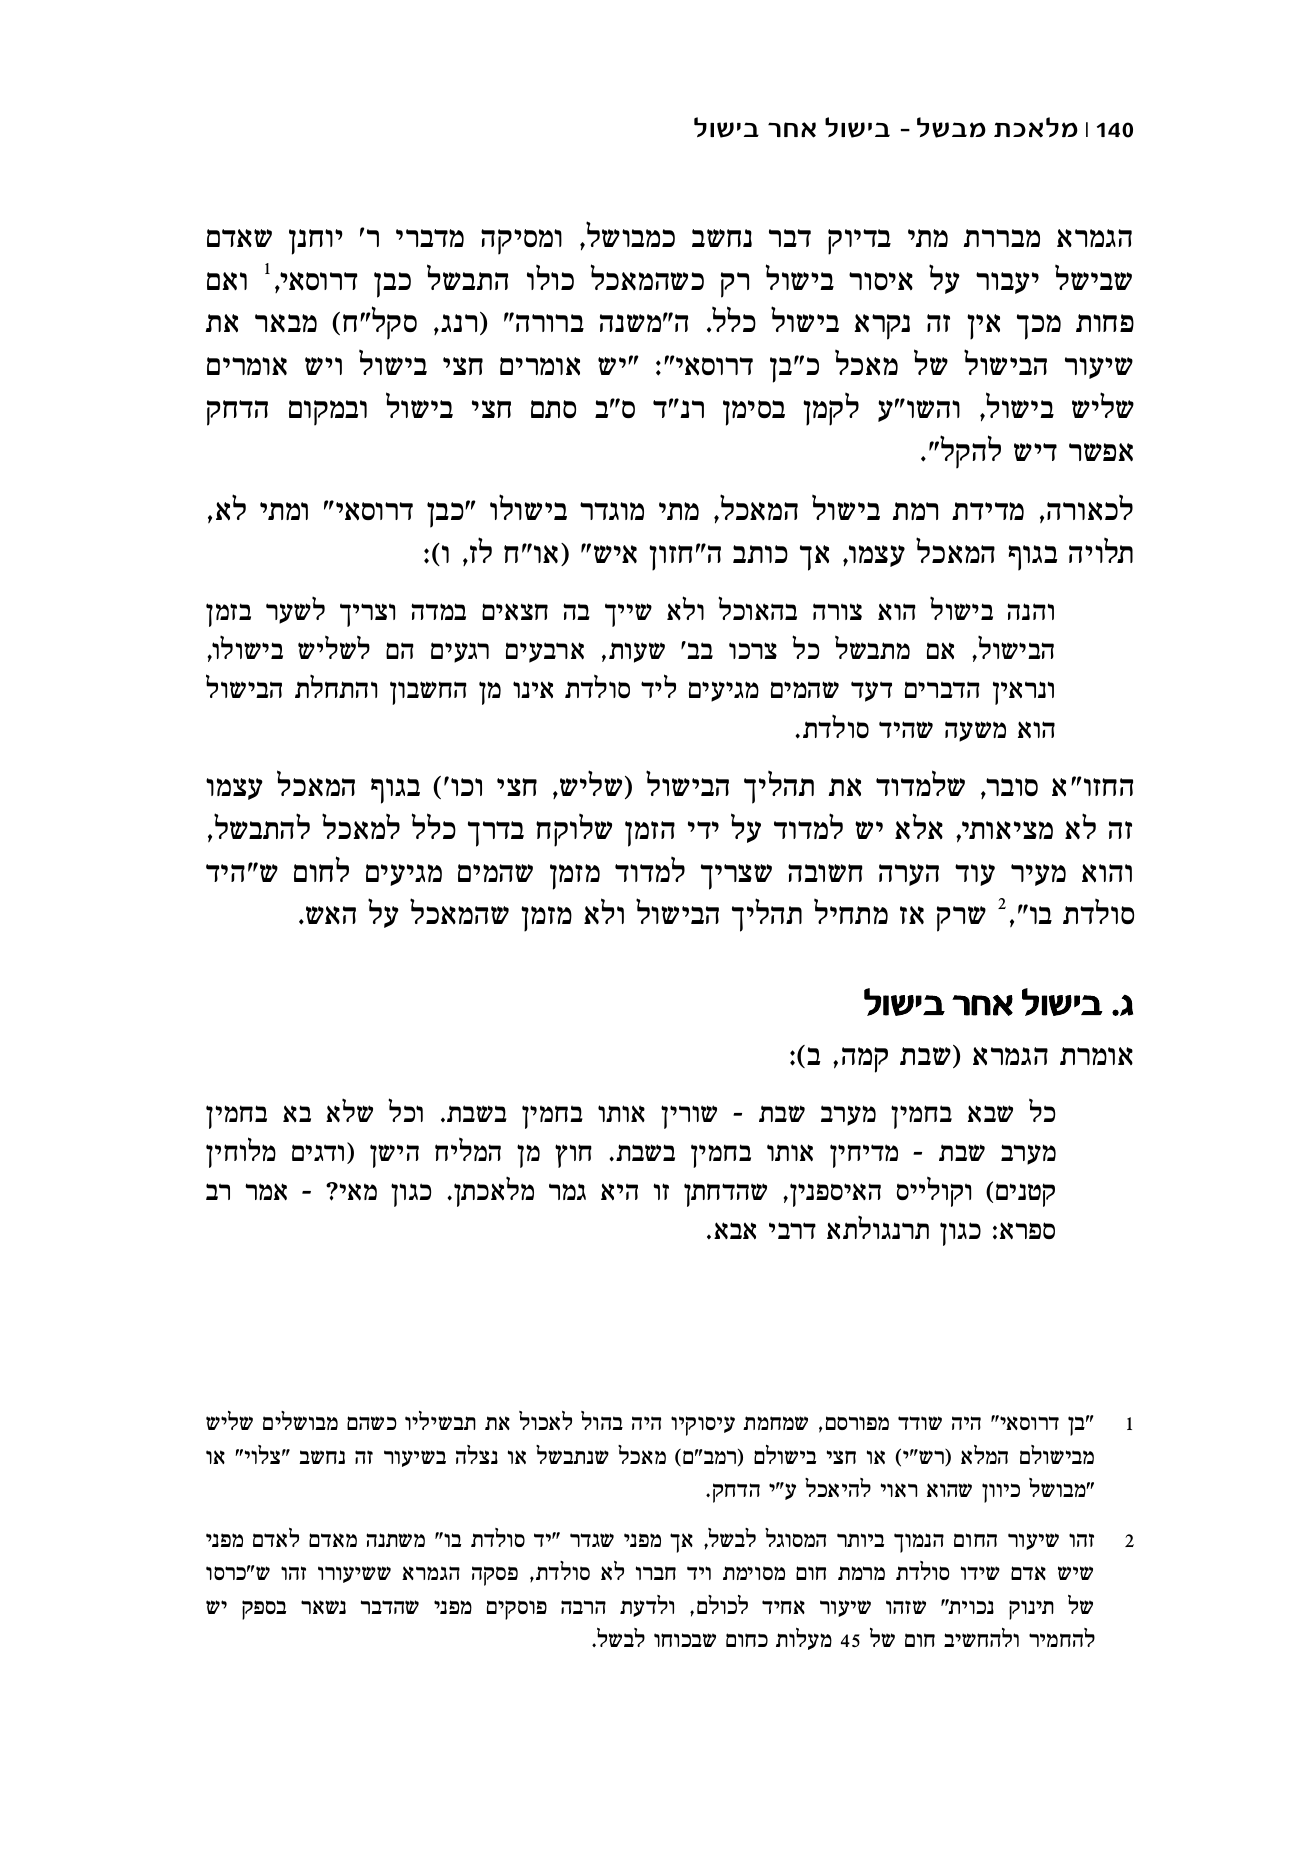 140 | מלאכת מבשל - בישול אחר בישול
הגמרא מבררת מתי בדיוק דבר נחשב כמבושל, ומסיקה מדברי ר' יוחנן שאדם
שבישל יעבור על איסור בישול רק כשהמאכל כולו התבשל כבן דרוסאי,1 ואם
פחות מכך אין זה נקרא בישול כלל. ה"משנה ברורה" (רנג, סקל"ח) מבאר את
שיעור הבישול של מאכל כ"בן דרוסאי": "יש אומרים חצי בישול ויש אומרים
שליש בישול, והשו"ע לקמן בסימן רנ"ד ס"ב סתם חצי בישול ובמקום הדחק
אפשר דיש להקל".
לכאורה, מדידת רמת בישול המאכל, מתי מוגדר בישולו "כבן דרוסאי" ומתי לא,
תלויה בגוף המאכל עצמו, אך כותב ה"חזון איש" (או"ח לז, ו):
והנה בישול הוא צורה בהאוכל ולא שייך בה חצאים במדה וצריך לשער בזמן
הבישול, אם מתבשל כל צרכו בב' שעות, ארבעים רגעים הם לשליש בישולו,
ונראין הדברים דעד שהמים מגיעים ליד סולדת אינו מן החשבון והתחלת הבישול
הוא משעה שהיד סולדת.
החזו"א סובר, שלמדוד את תהליך הבישול (שליש, חצי וכו') בגוף המאכל עצמו
זה לא מציאותי, אלא יש למדוד על ידי הזמן שלוקח בדרך כלל למאכל להתבשל,
והוא מעיר עוד הערה חשובה שצריך למדוד מזמן שהמים מגיעים לחום ש"היד
סולדת בו",2 שרק אז מתחיל תהליך הבישול ולא מזמן שהמאכל על האש.
ג. בישול אחר בישול
אומרת הגמרא (שבת קמה, ב):
כל שבא בחמין מערב שבת - שורין אותו בחמין בשבת. וכל שלא בא בחמין
מערב שבת - מדיחין אותו בחמין בשבת. חוץ מן המליח הישן (ודגים מלוחין
קטנים) וקולייס האיספנין, שהדחתן זו היא גמר מלאכתן. כגון מאי? - אמר רב
ספרא: כגון תרנגולתא דרבי אבא.
1 "בן דרוסאי" היה שודד מפורסם, שמחמת עיסוקיו היה בהול לאכול את תבשיליו כשהם מבושלים שליש
מבישולם המלא (רש"י) או חצי בישולם (רמב"ם) מאכל שנתבשל או נצלה בשיעור זה נחשב "צלוי" או
"מבושל כיוון שהוא ראוי להיאכל ע"י הדחק.
2 זהו שיעור החום הנמוך ביותר המסוגל לבשל, אך מפני שגדר "יד סולדת בו" משתנה מאדם לאדם מפני
שיש אדם שידו סולדת מרמת חום מסוימת ויד חברו לא סולדת, פסקה הגמרא ששיעורו זהו ש"כרסו
של תינוק נכוית" שזהו שיעור אחיד לכולם, ולדעת הרבה פוסקים מפני שהדבר נשאר בספק יש
להחמיר ולהחשיב חום של 45 מעלות כחום שבכוחו לבשל.